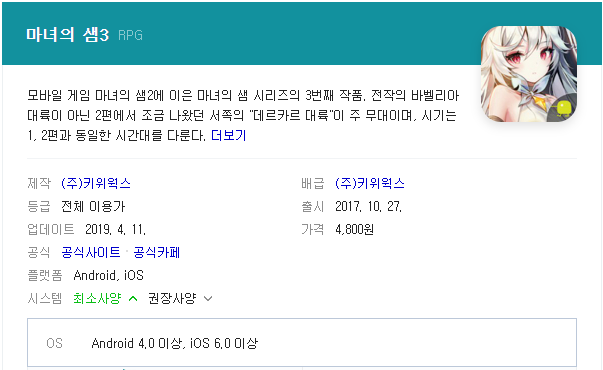 마녀의 샘3 RPG
모바일 게임 마녀의 샘2에 이은 마녀의 샘 시리즈의 3번째 작품. 전작의 바벨리아
대륙이 아닌 2편에서 조금 나왔던 서쪽의 "데르카르 대륙"이 주 무대이며, 시기는
1, 2편과 동일한 시간대를 다룬다. 더보기
제작 (주)키위웍스 배급 (주)키위웍스
등급 전체 이용가 출시 2017. 10. 27.
업데이트 2019. 4. 11. 가격 4,800원
공식 공식사이트 · 공식카페
플랫폼 Android, iOS
시스템 최소사양 권장사양
OS Android 4.0 이상, iOS 6.0 이상